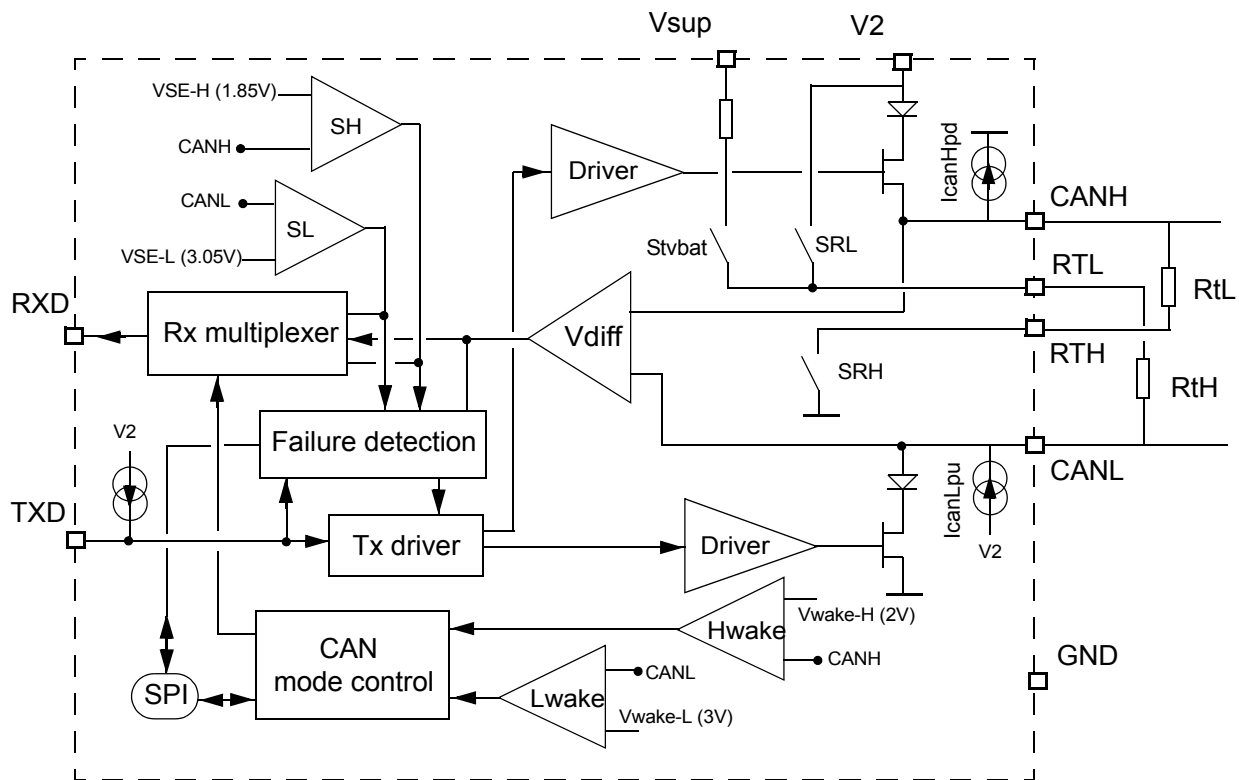 Vsup
V2
VSE-H (1.85V)
SH
CANH
CANL
SL
VSE-L (3.05V)
Driver
IcanHpd
CANH
Stvbat
SRL
RTL
RtL
RXD
Rx multiplexer
Vdiff
RTH
SRH
RtH
V2
Failure detection
CANL
TXD
Tx driver
Driver
IcanLpu
V2
CAN
mode control
Hwake
Vwake-H (2V)
CANH
GND
SPI
Lwake
CANL
Vwake-L (3V)